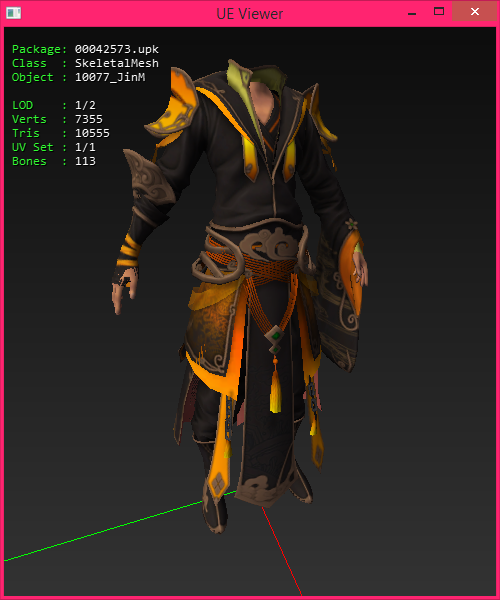 UE Viewer
Package: 00042573.upk
Class : SkeletalMesh
Object : 10077_JinM
LOD : 1/2
Verts : 7355
Tris : 10555
UV Set : 1/1
Bones : 113